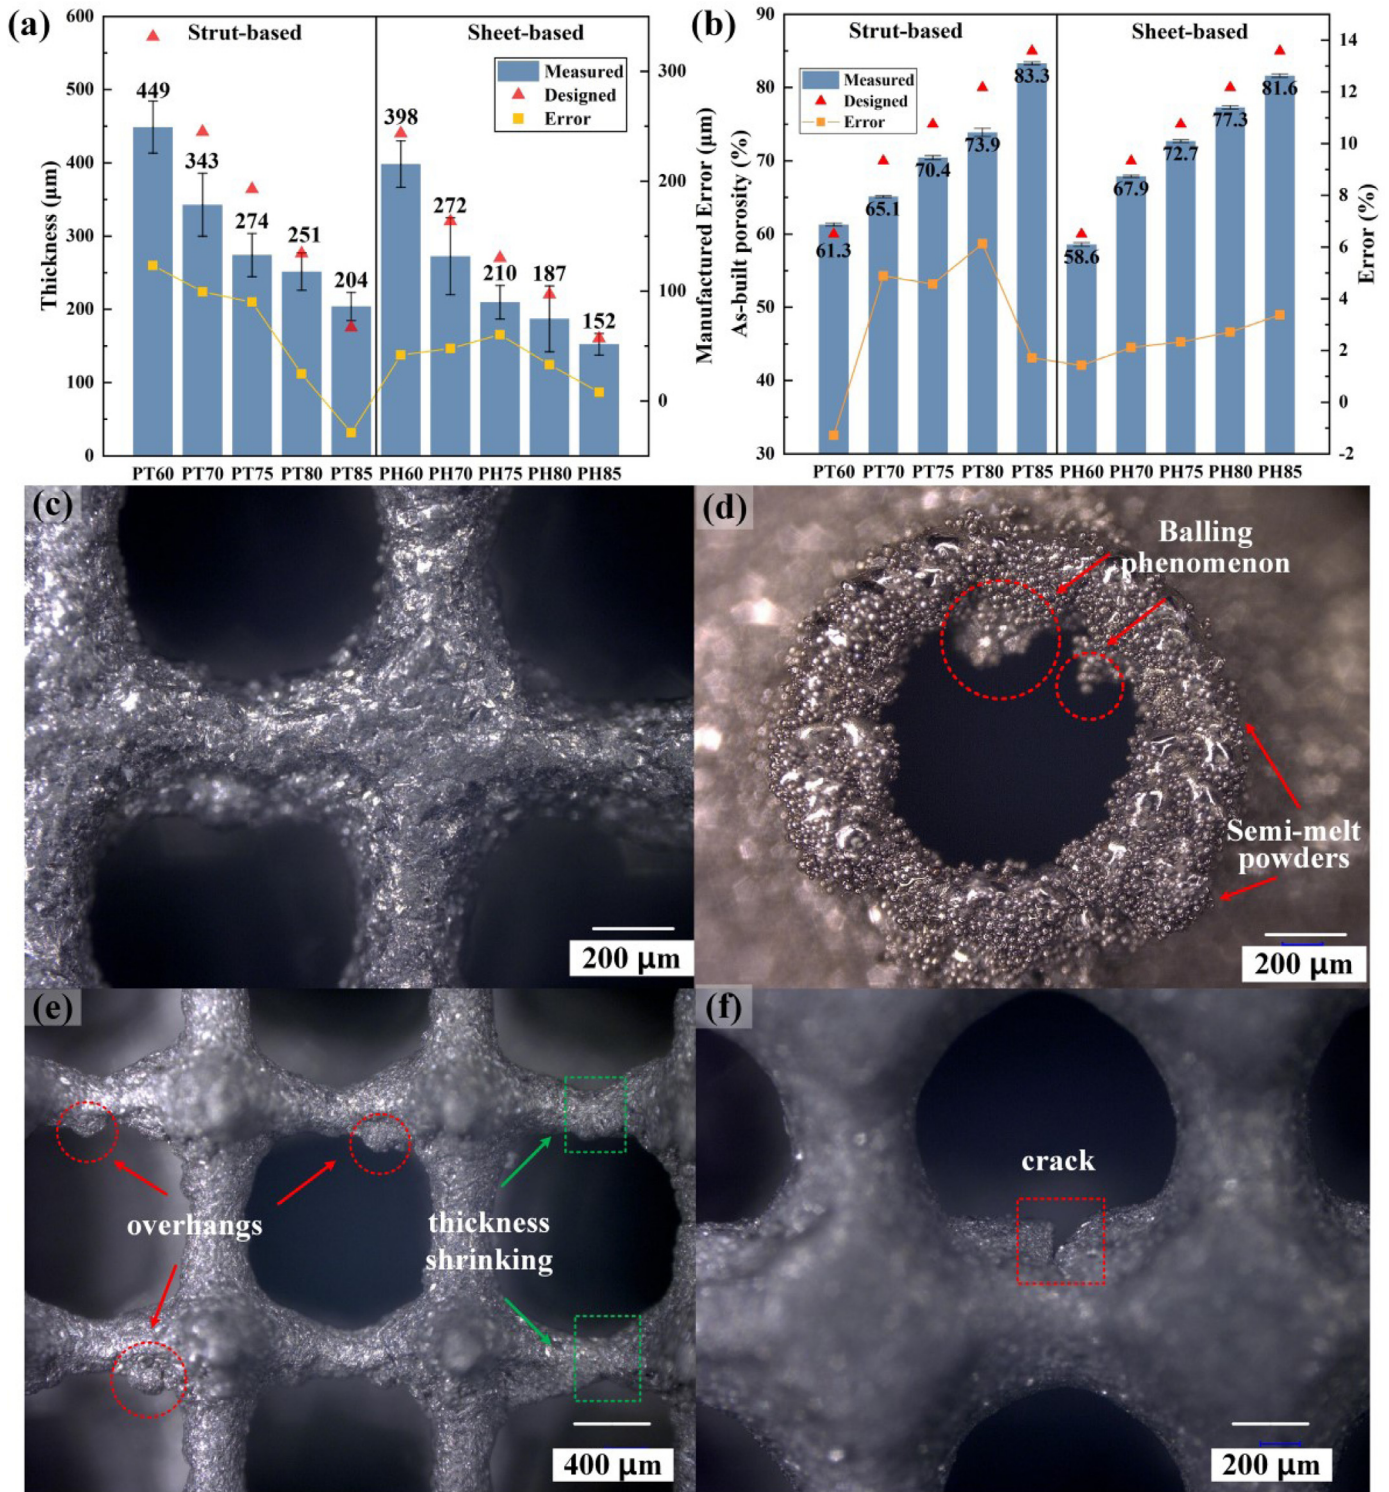 (a)
Strut-based
Sheet-based
Measured
Designed
Error
Thickness (μm)
Manufactured Error (μm)
600
500
400
300
200
100
0
300
200
100
0
449
343
274
251
204
398
272
210
187
152
PT60 PT70 PT75 PT80 PT85 PH60 PH70 PH75 PH80 PH85
(b)
Strut-based
Sheet-based
Measured
Designed
Error
As-built porosity (%)
Error (%)
90
80
70
60
50
40
30
14
12
10
8
6
4
2
0
-2
61.3
65.1
70.4
73.9
83.3
58.6
67.9
72.7
77.3
81.6
PT60 PT70 PT75 PT80 PT85 PH60 PH70 PH75 PH80 PH85
(c)
200 μm
(d)
Balling
phenomenon
Semi-melt
powders
200 μm
(e)
overhangs
thickness
shrinking
400 μm
(f)
crack
200 μm